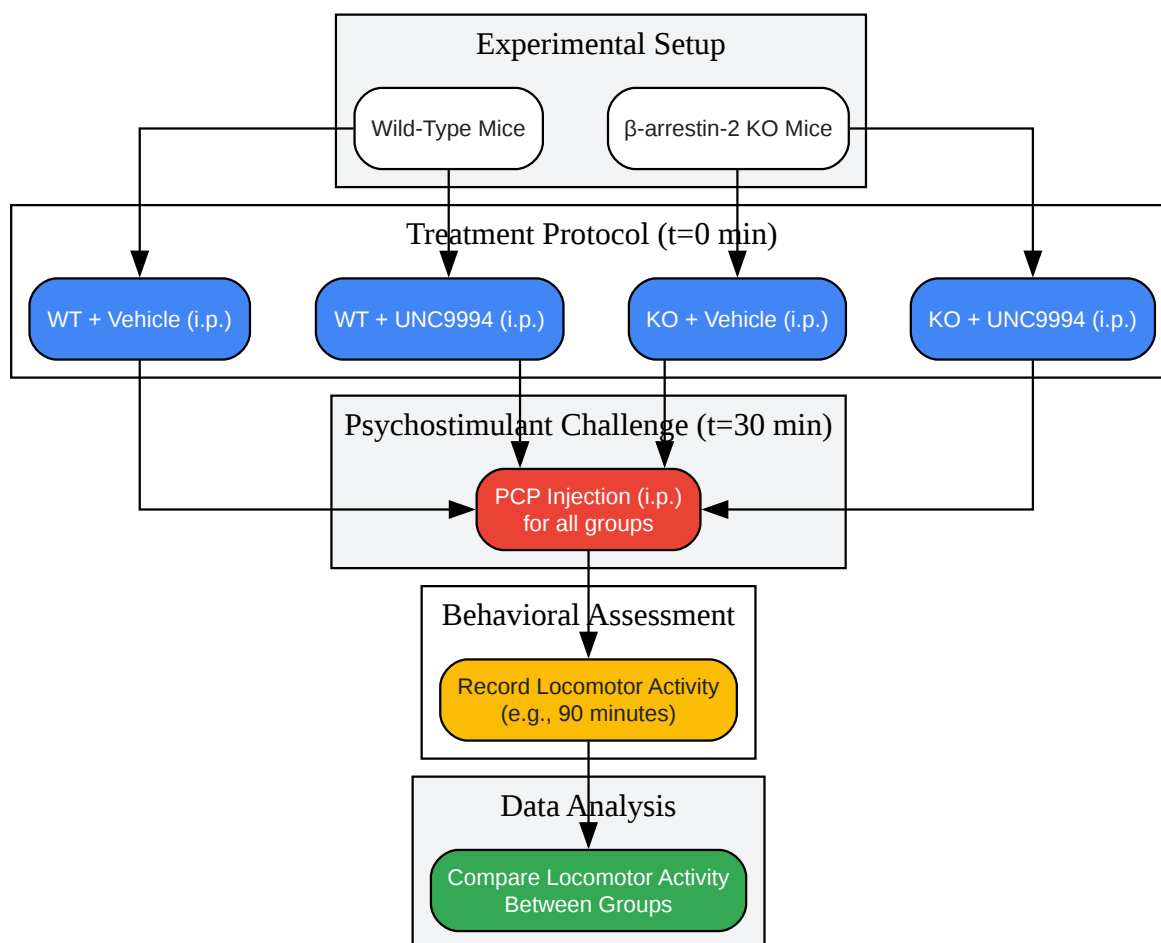 Experimental Setup
Wild-Type Mice
β-arrestin-2 KO Mice
Treatment Protocol (t=0 min)
WT + Vehicle (i.p.)
WT + UNC9994 (i.p.)
KO + Vehicle (i.p.)
KO + UNC9994 (i.p.)
Psychostimulant Challenge (t=30 min)
PCP Injection (i.p.)
for all groups
Behavioral Assessment
Record Locomotor Activity
(e.g., 90 minutes)
Data Analysis
Compare Locomotor Activity
Between Groups